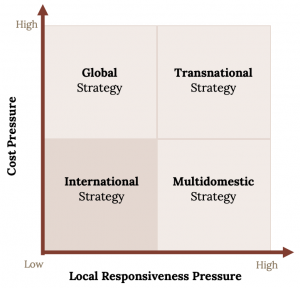 High
Global
Strategy
Transnational
Strategy
Cost Pressure
International
Strategy
Multidomestic
Strategy
Low
High
Local Responsiveness Pressure